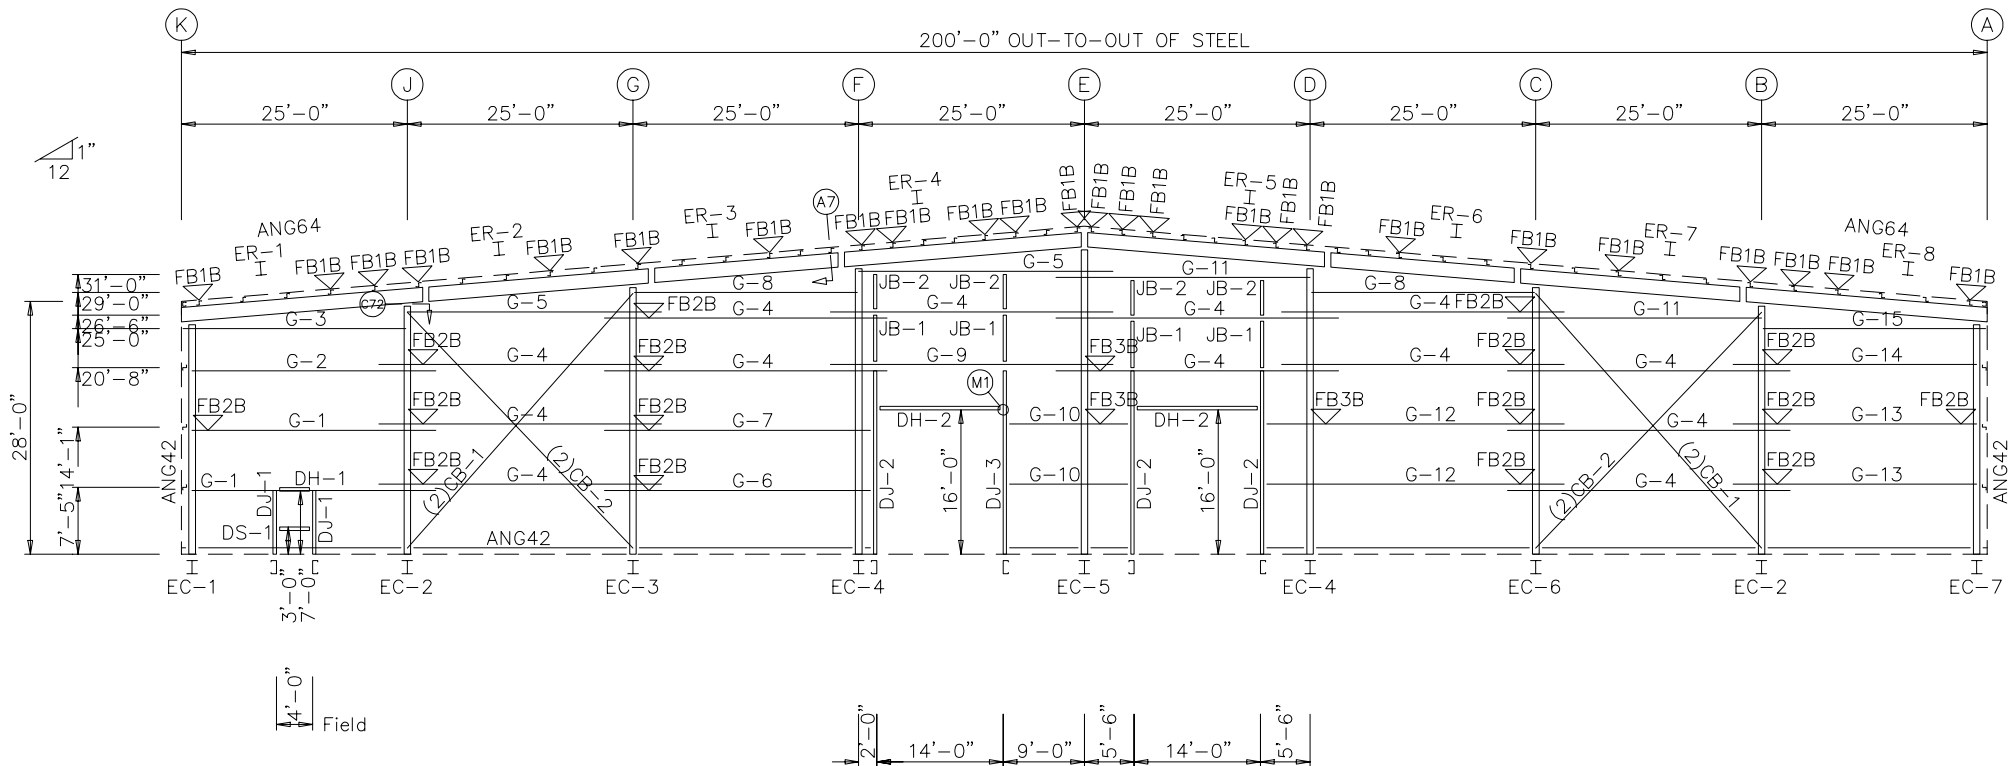 K
A
200'-0" OUT-TO-OUT OF STEEL
J G F E D C B
25'-0" 25'-0" 25'-0" 25'-0" 25'-0" 25'-0" 25'-0" 25'-0"
1"
12
ANG64 ER-1 ER-2 ER-3 A7 ER-4 ER-5 ER-6 ER-7 ANG64 ER-8
FB1B FB1B FB1B FB1B FB1B FB1B FB1B FB1B FB1B FB1B FB1B FB1B FB1B FB1B FB1B FB1B FB1B FB1B FB1B FB1B FB1B FB1B FB1B FB1B FB1B
31'-0"
29'-0"
26'-6"
25'-0"
20'-8"
14'-1"
7'-5"
28'-0"
C72
G-5 G-11
G-8 JB-2 JB-2 JB-2 JB-2 G-8
G-3 G-5 FB2B G-4 G-4 G-4 G-4 FB2B G-11 G-15
JB-1 JB-1 JB-1 JB-1
G-2 FB2B G-4 FB2B G-4 G-9 FB3B G-4 G-4 FB2B G-4 FB2B G-14
M1
FB2B G-1 FB2B G-4 FB2B G-7 DH-2 G-10 FB3B DH-2 FB3B G-12 FB2B G-4 FB2B G-13 FB2B
ANG42 G-1 DJ-1 DH-1 FB2B (2)CB-1 G-4 (2)CB-2 FB2B G-6 DJ-2 16'-0" DJ-3 G-10 DJ-2 16'-0" DJ-2 G-12 FB2B (2)CB-2 G-4 (2)CB-1 FB2B G-13 ANG42
DS-1 DJ-1 ANG42
EC-1 EC-2 EC-3 EC-4 EC-5 EC-4 EC-6 EC-2 EC-7
3'-0" 7'-0"
4'-0" Field
2'-0" 14'-0" 9'-0" 5'-6" 14'-0" 5'-6"